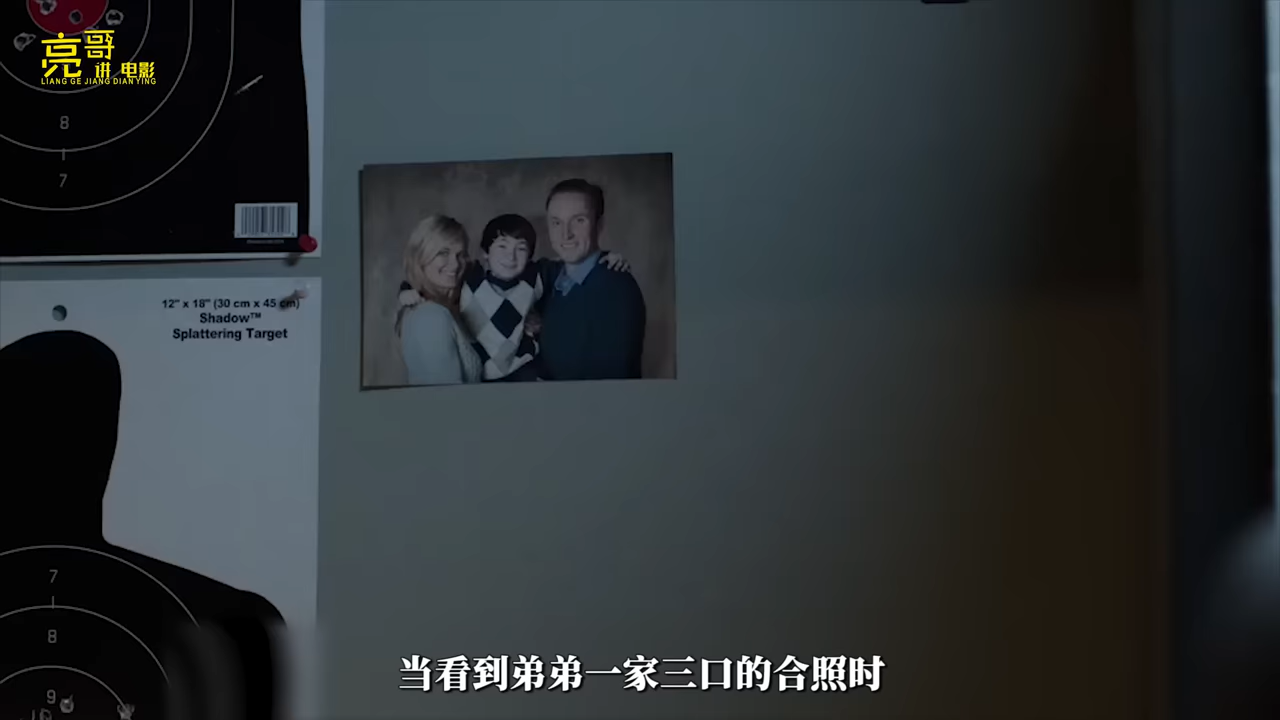 亮哥讲电影
LIANG GE JIANG DIAN YING
8
7
12" x 18" (30 cm x 45 cm)
Shadow™
Splattering Target
7
8
9
10
当看到弟弟一家三口的合照时